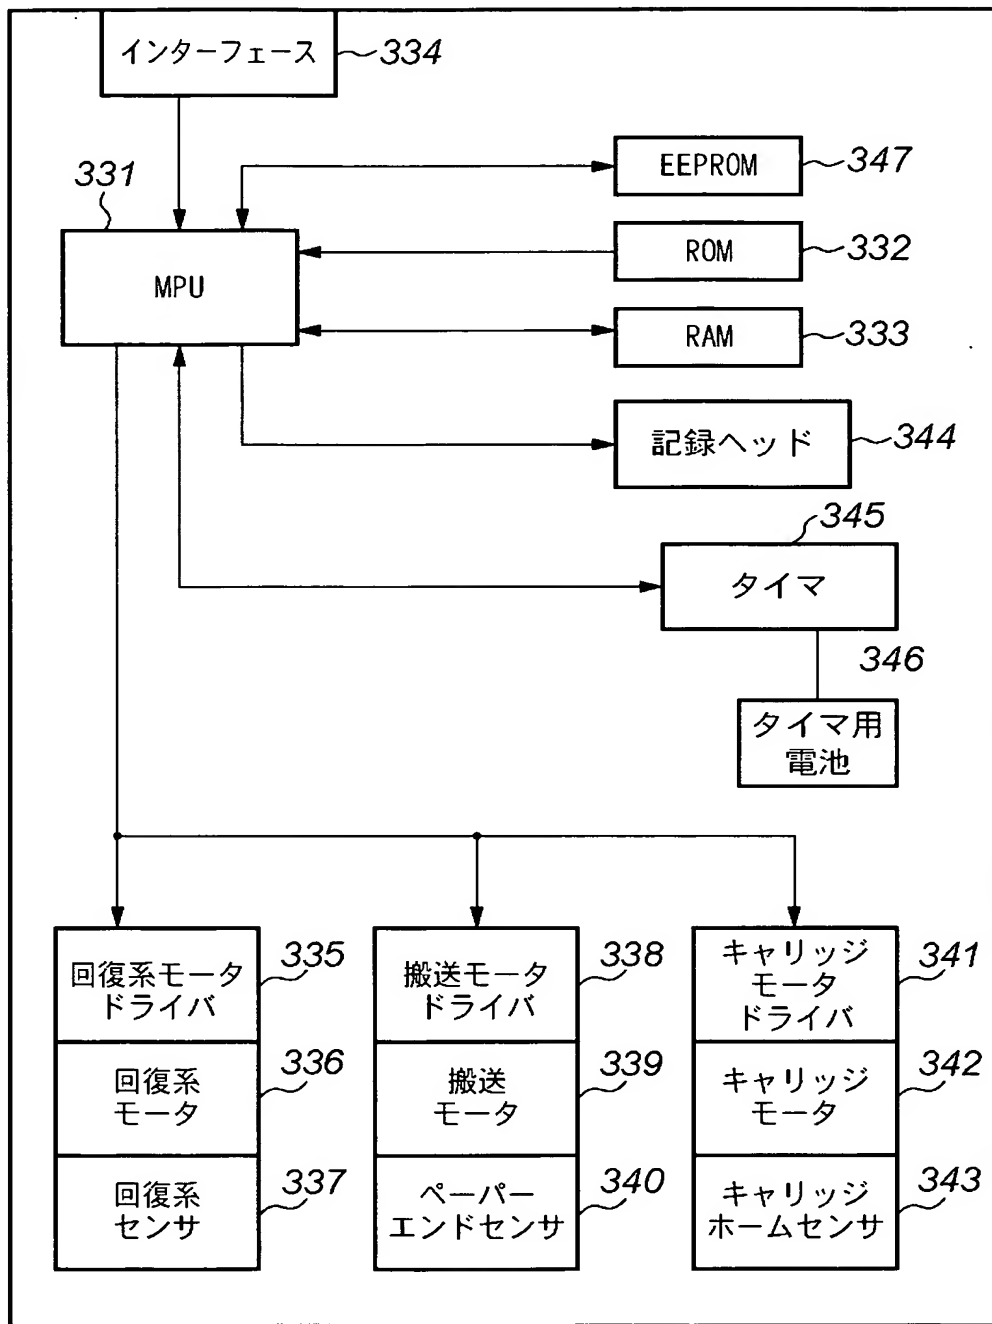 インターフェース
334
331
MPU
EEPROM
347
ROM
332
RAM
333
記録ヘッド
344
345
タイマ
346
タイマ用
電池
回復系モータ
ドライバ
335
搬送モータ
ドライバ
338
キャリッジ
モータ
ドライバ
341
回復系
モータ
336
搬送
モータ
339
キャリッジ
モータ
342
回復系
センサ
337
ペーパー
エンドセンサ
340
キャリッジ
ホームセンサ
343